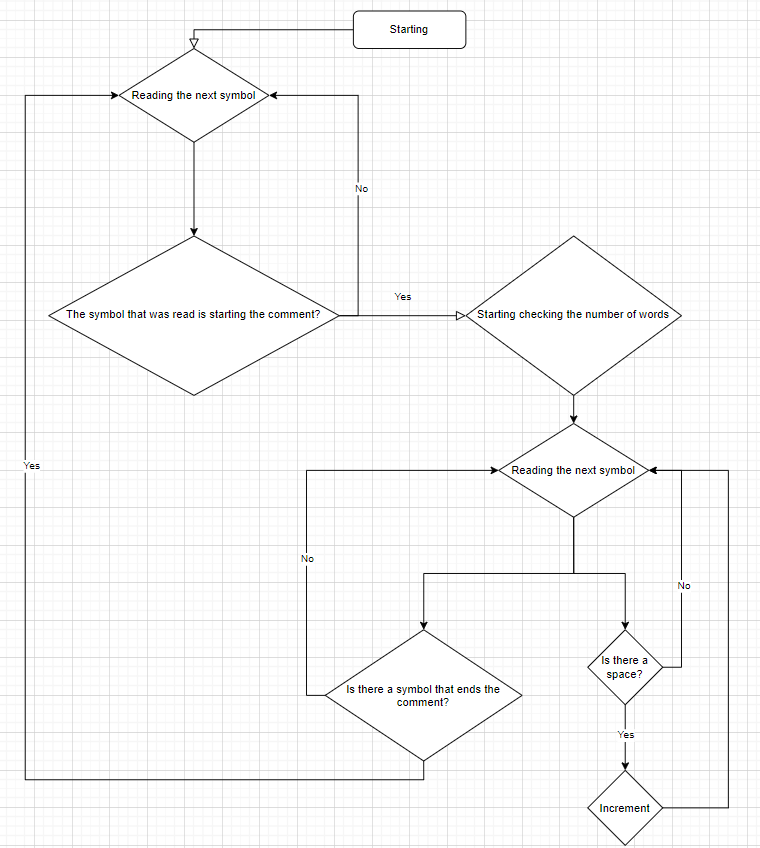 Starting
Reading the next symbol
No
Yes
The symbol that was read is starting the comment?
Starting checking the number of words
Yes
Reading the next symbol
No
No
Is there a
space?
Is there a symbol that ends the
comment?
Yes
Increment